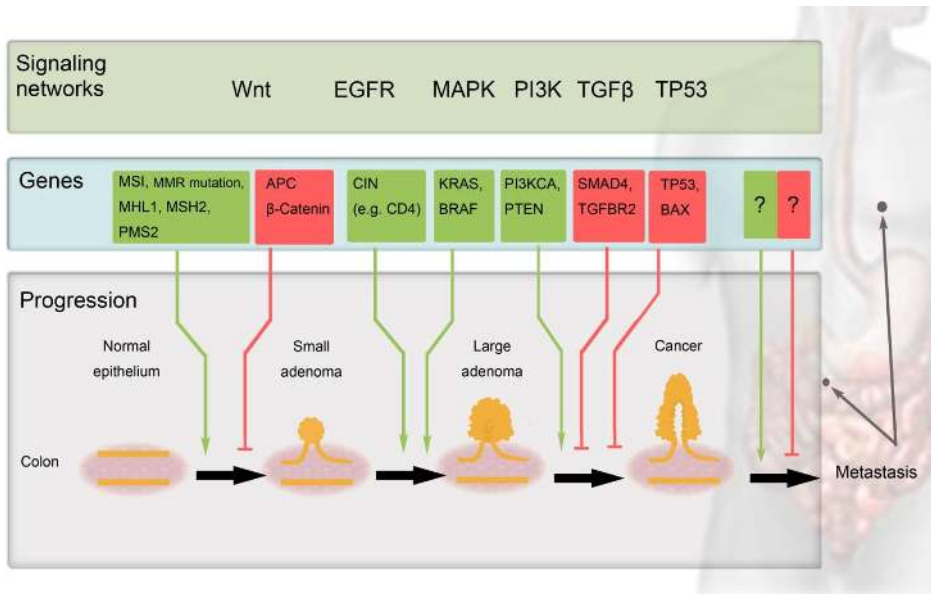 Signaling
networks
Wnt EGFR MAPK PI3K TGFβ TP53
Genes
MSI, MMR mutation,
MHL1, MSH2,
PMS2
APC
β-Catenin
CIN
(e.g. CD4)
KRAS,
BRAF
PI3KCA,
PTEN
SMAD4,
TGFBR2
TP53,
BAX
?
?
Progression
Normal
epithelium
Small
adenoma
Large
adenoma
Cancer
Colon
Metastasis